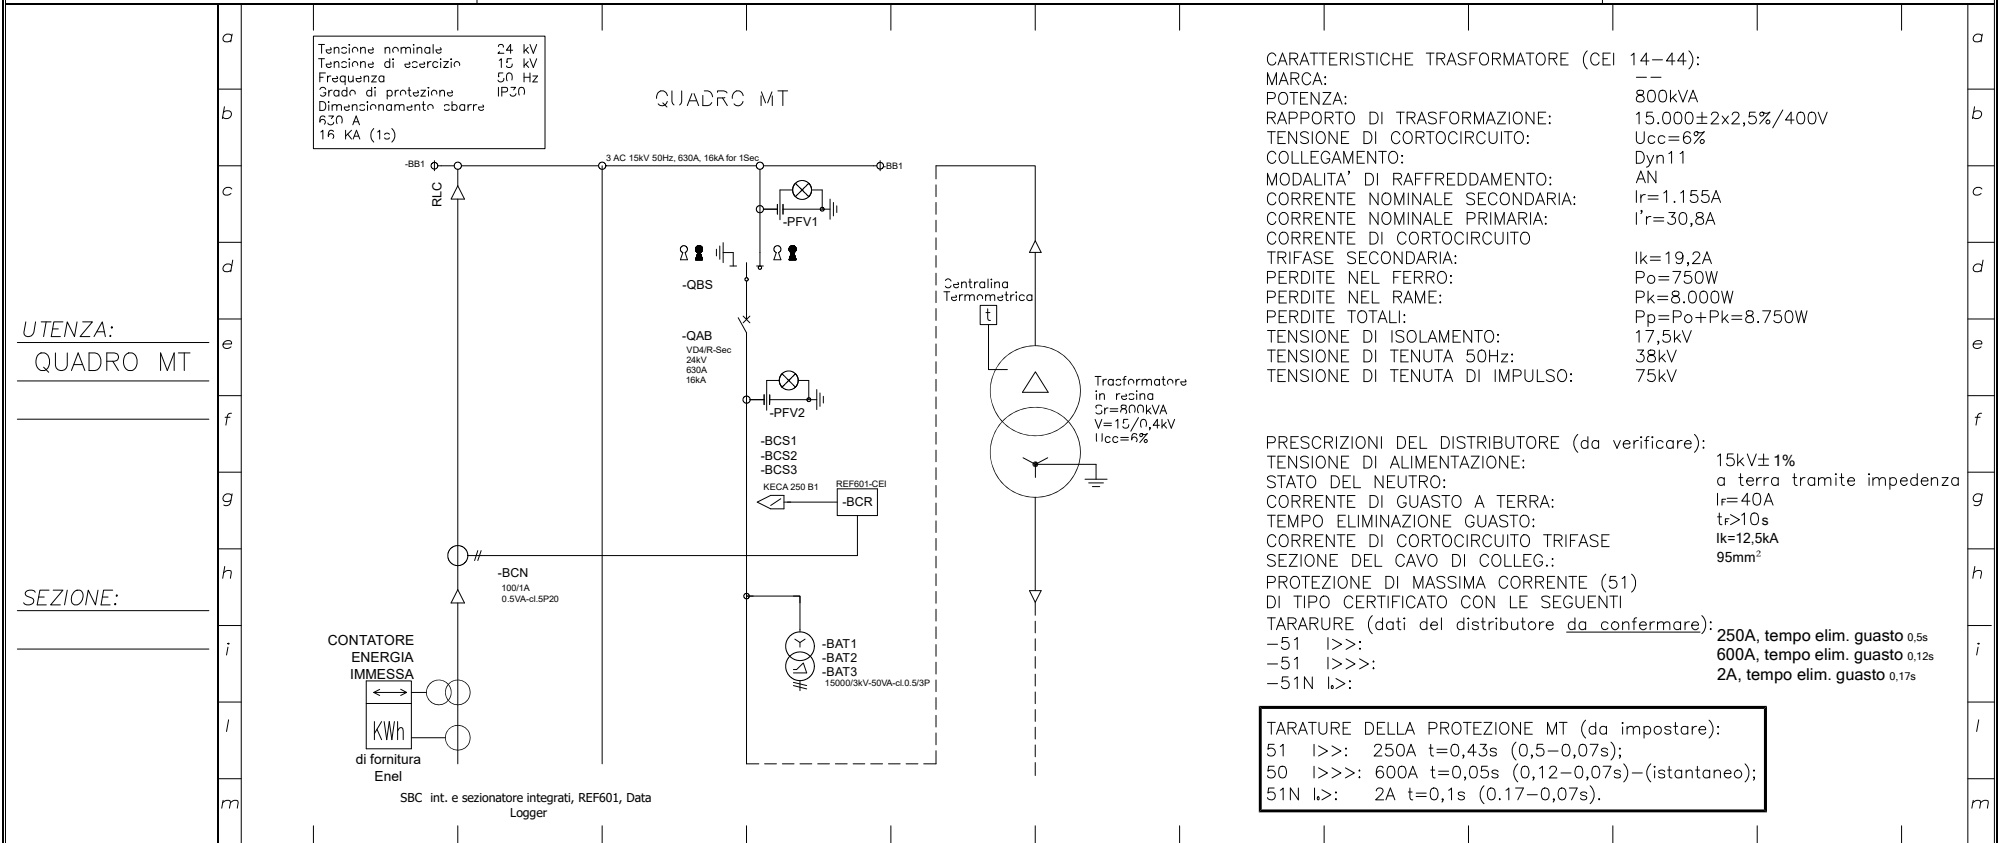 a
b
c
d
e
f
g
h
i
l
m
UTENZA:
QUADRO MT
SEZIONE:
Tensione nominale 24 kV
Tensione di esercizio 15 kV
Frequenza 50 Hz
Grado di protezione IP30
Dimensionamento sbarre
630 A
16 KA (1s)
QUADRO MT
-BB1
3 AC 15kV 50Hz, 630A, 16kA for 1Sec
-BB1
RLC
-PFV1
-QBS
-QAB
VD4/R-Sec
24kV
630A
16kA
-PFV2
-BCS1
-BCS2
-BCS3
KECA 250 B1
REF601-CEI
-BCR
-BCN
100/1A
0.5VA-cl.5P20
CONTATORE
ENERGIA
IMMESSA
KWh
di fornitura
Enel
-BAT1
-BAT2
-BAT3
15000/3kV-50VA-cl.0.5/3P
SBC int. e sezionatore integrati, REF601, Data
Logger
Centralina
Termometrica
t
Trasformatore
in resina
Sr=800kVA
V=15/0,4kV
Ucc=6%
CARATTERISTICHE TRASFORMATORE (CEI 14-44):
MARCA: --
POTENZA: 800kVA
RAPPORTO DI TRASFORMAZIONE: 15.000±2x2,5%/400V
TENSIONE DI CORTOCIRCUITO: Ucc=6%
COLLEGAMENTO: Dyn11
MODALITA' DI RAFFREDDAMENTO: AN
CORRENTE NOMINALE SECONDARIA: Ir=1.155A
CORRENTE NOMINALE PRIMARIA: I'r=30,8A
CORRENTE DI CORTOCIRCUITO
TRIFASE SECONDARIA: Ik=19,2A
PERDITE NEL FERRO: Po=750W
PERDITE NEL RAME: Pk=8.000W
PERDITE TOTALI: Pp=Po+Pk=8.750W
TENSIONE DI ISOLAMENTO: 17,5kV
TENSIONE DI TENUTA 50Hz: 38kV
TENSIONE DI TENUTA DI IMPULSO: 75kV
PRESCRIZIONI DEL DISTRIBUTORE (da verificare):
TENSIONE DI ALIMENTAZIONE: 15kV± 1%
STATO DEL NEUTRO: a terra tramite impedenza
CORRENTE DI GUASTO A TERRA: IF=40A
TEMPO ELIMINAZIONE GUASTO: tF>10s
CORRENTE DI CORTOCIRCUITO TRIFASE Ik=12,5kA
SEZIONE DEL CAVO DI COLLEG.: 95mm²
PROTEZIONE DI MASSIMA CORRENTE (51)
DI TIPO CERTIFICATO CON LE SEGUENTI
TARARURE (dati del distributore da confermare):
-51 I>>: 250A, tempo elim. guasto 0,5s
-51 I>>>: 600A, tempo elim. guasto 0,12s
-51N I₀>: 2A, tempo elim. guasto 0,17s
TARATURE DELLA PROTEZIONE MT (da impostare):
51 I>>: 250A t=0,43s (0,5-0,07s);
50 I>>>: 600A t=0,05s (0,12-0,07s)-(istantaneo);
51N I₀>: 2A t=0,1s (0.17-0,07s).
a
b
c
d
e
f
g
h
i
l
m